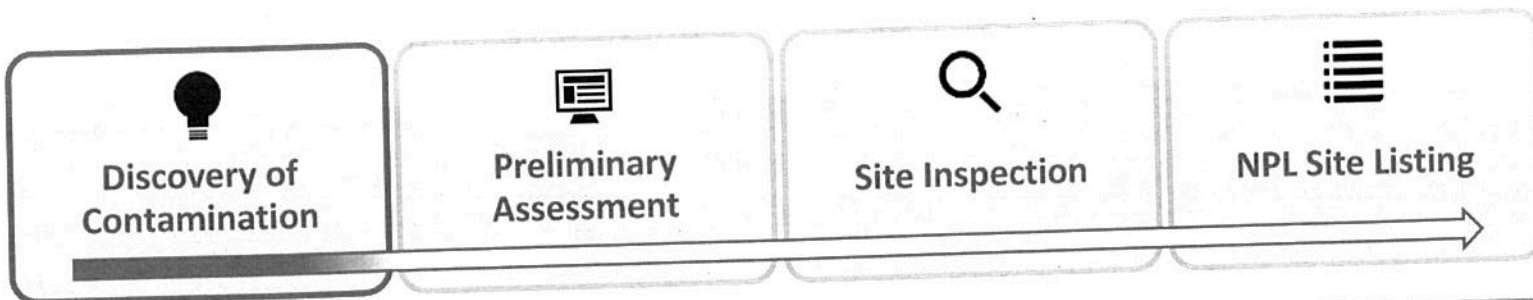 Discovery of
Contamination
Preliminary
Assessment
Site Inspection
NPL Site Listing